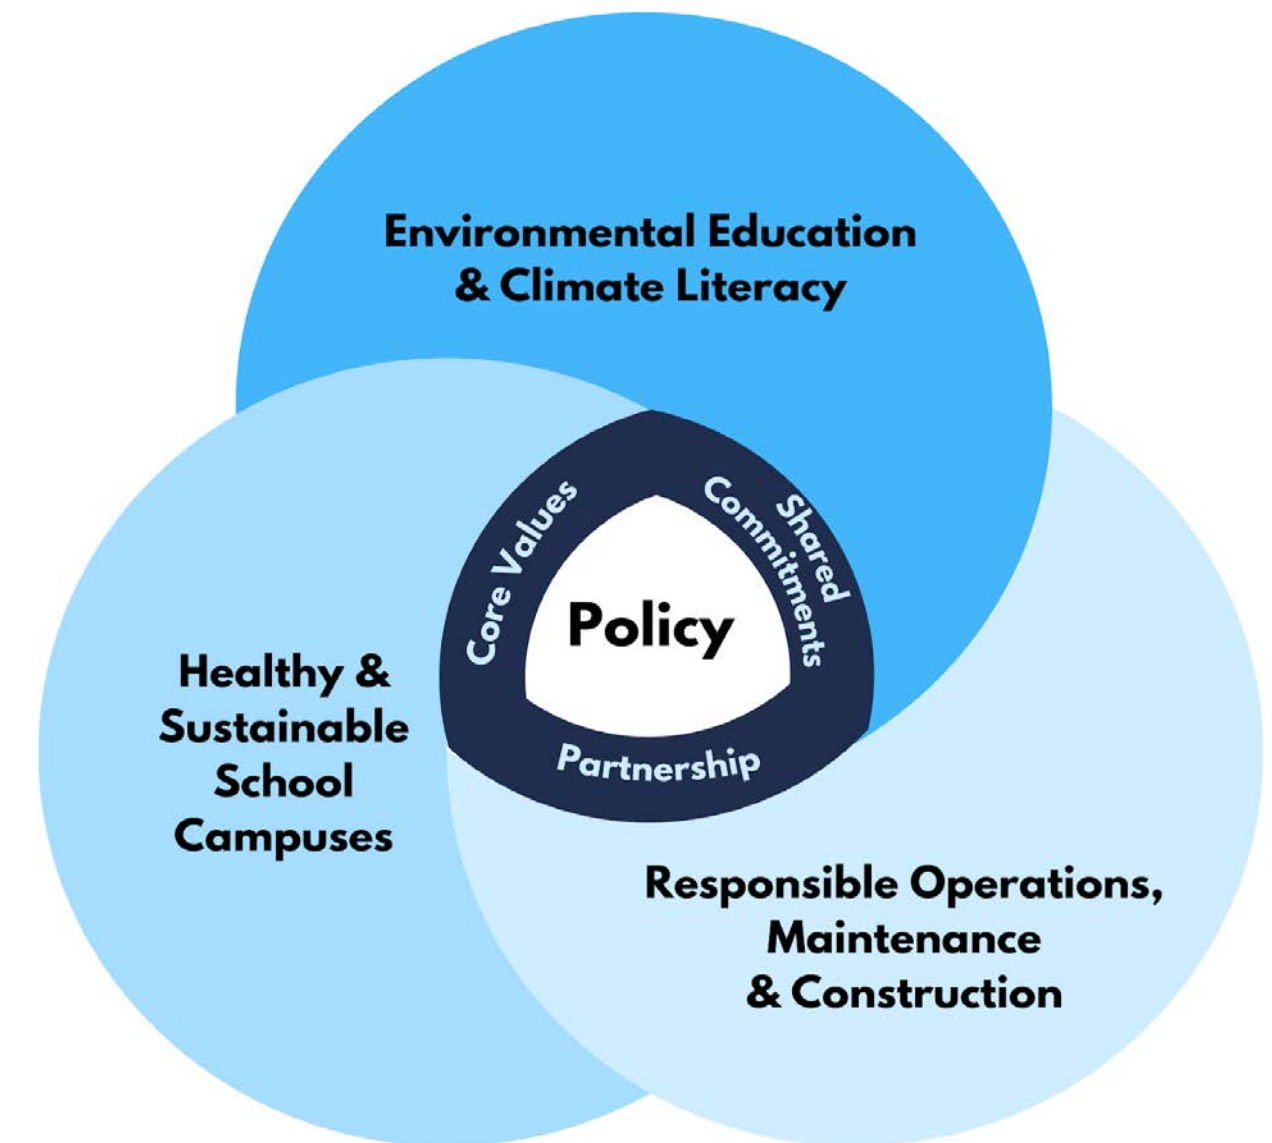 Environmental Education
& Climate Literacy
Core Values
Shared
Commitments
Policy
Partnership
Healthy &
Sustainable
School
Campuses
Responsible Operations,
Maintenance
& Construction